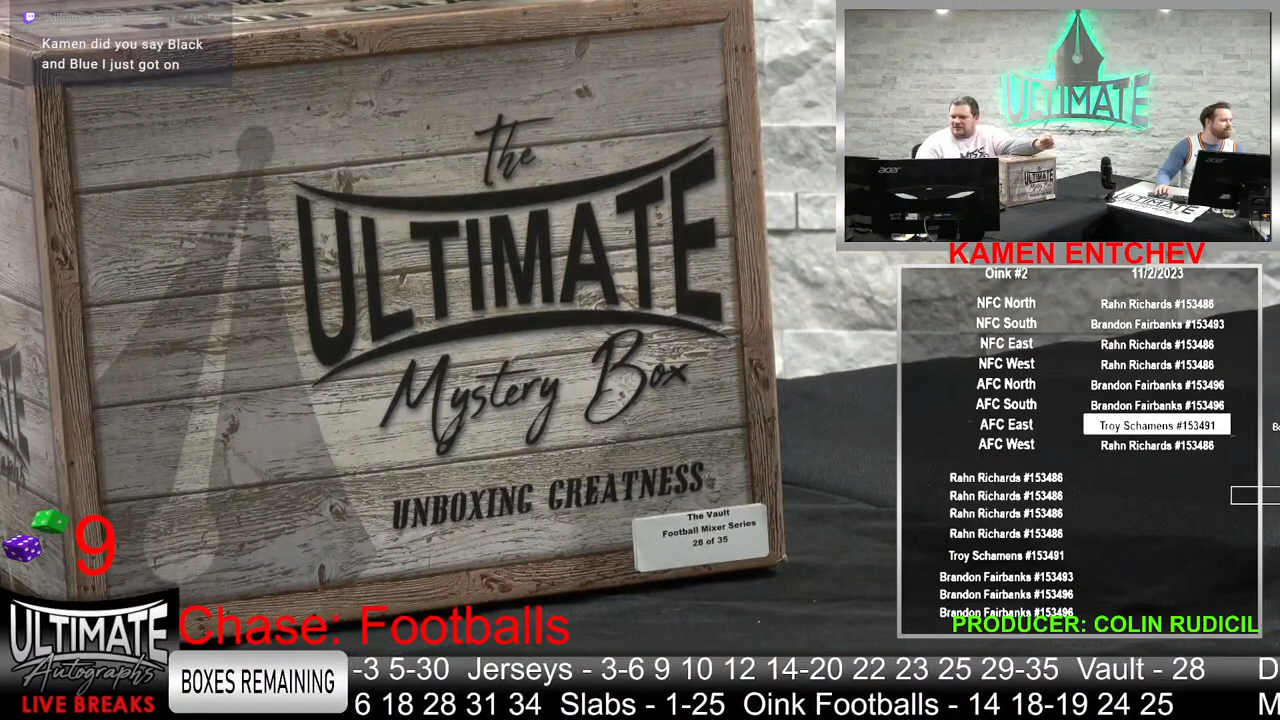 Kamen did you say Black
and Blue I just got on
The
ULTIMATE
Mystery Box
UNBOXING GREATNESS
The Vault
Football Mixer Series
28 of 35
ULTIMATE
acer
ULTIMATE
acer
ULTIMATE
KAMEN ENTCHEV
Oink #2 11/2/2023
NFC North Rahn Richards #153486
NFC South Brandon Fairbanks #153493
NFC East Rahn Richards #153486
NFC West Rahn Richards #153486
AFC North Brandon Fairbanks #153496
AFC South Brandon Fairbanks #153496
AFC East Troy Schamens #153491
AFC West Rahn Richards #153486
Rahn Richards #153486
Rahn Richards #153486
Rahn Richards #153486
Rahn Richards #153486
Troy Schamens #153491
Brandon Fairbanks #153493
Brandon Fairbanks #153496
Brandon Fairbanks #153496
PRODUCER: COLIN RUDICIL
9
Chase: Footballs
ULTIMATE
Autographs
LIVE BREAKS
BOXES REMAINING
-3 5-30 Jerseys - 3-6 9 10 12 14-20 22 23 25 29-35 Vault - 28 D
6 18 28 31 34 Slabs - 1-25 Oink Footballs - 14 18-19 24 25 M